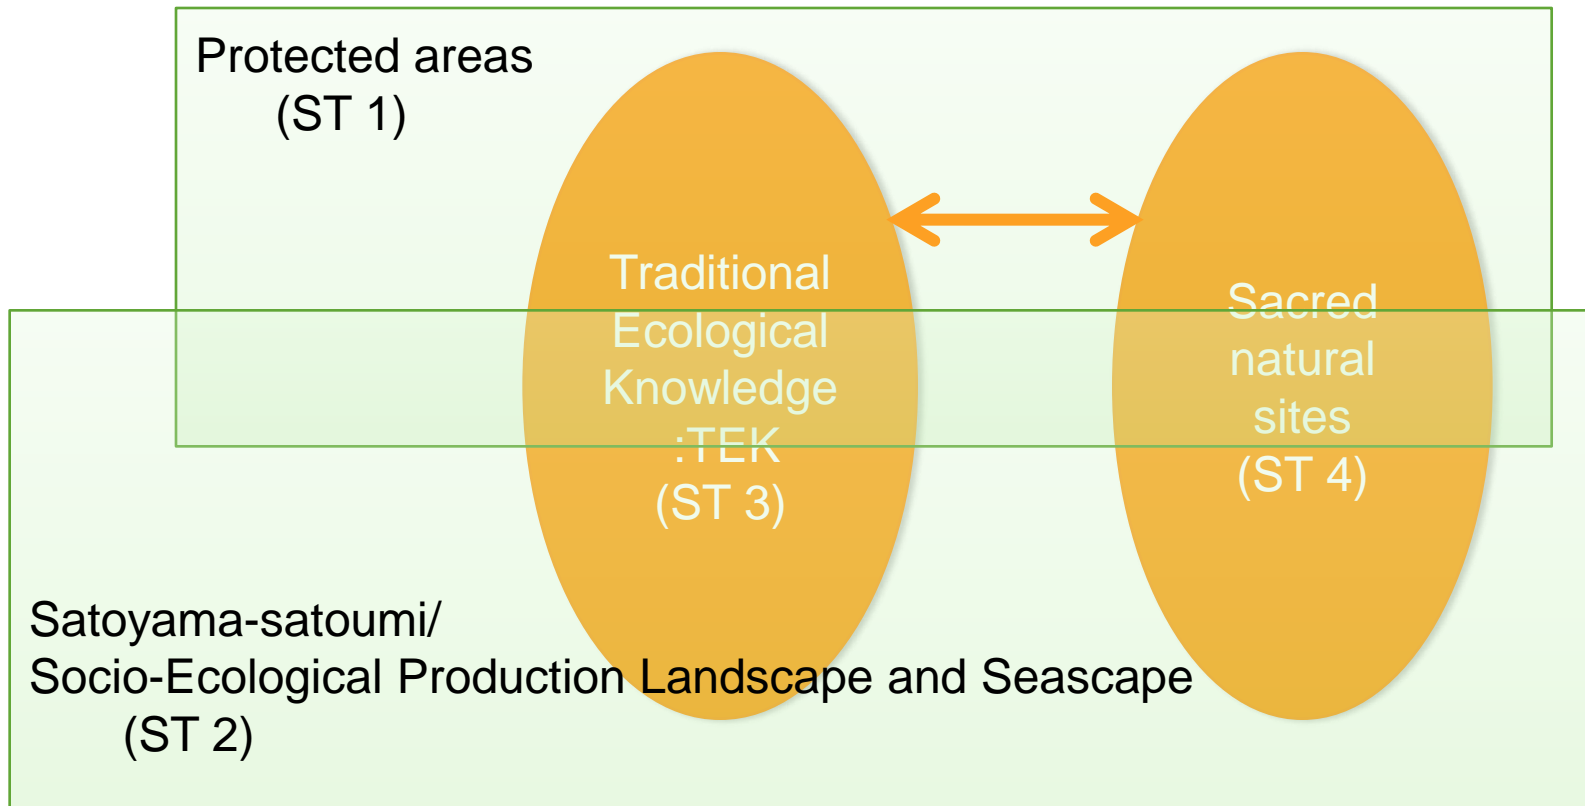 Protected areas
(ST 1)
Traditional
Ecological
Knowledge
:TEK
(ST 3)
Sacred
natural
sites
(ST 4)
Satoyama-satoumi/
Socio-Ecological Production Landscape and Seascape
(ST 2)